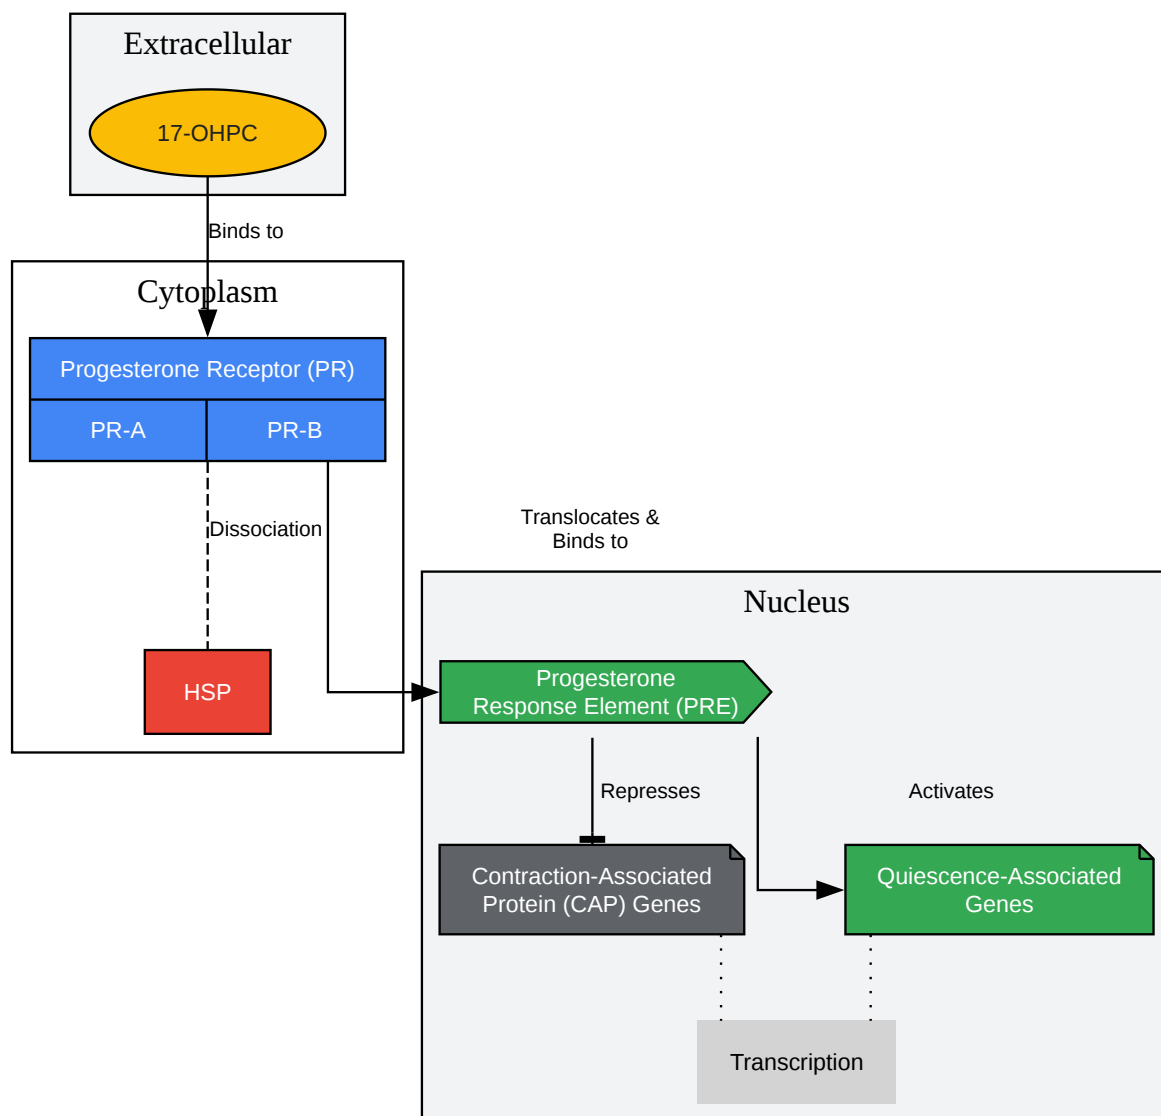 Extracellular
17-OHPC
Binds to
Cytoplasm
Progesterone Receptor (PR)
PR-A
PR-B
Dissociation
HSP
Translocates &
Binds to
Nucleus
Progesterone
Response Element (PRE)
Represses
Activates
Contraction-Associated
Protein (CAP) Genes
Quiescence-Associated
Genes
Transcription